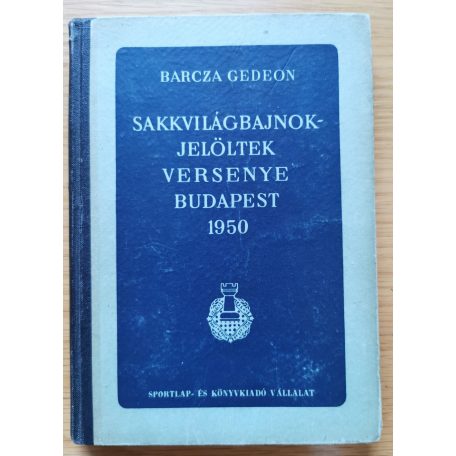 BARCZA GEDEON
SAKKVILÁGBAJNOK-
JELÖLTEK
VERSENYE
BUDAPEST
1950
SPORTLAP- ÉS KÖNYVKIADÓ VÁLLALAT